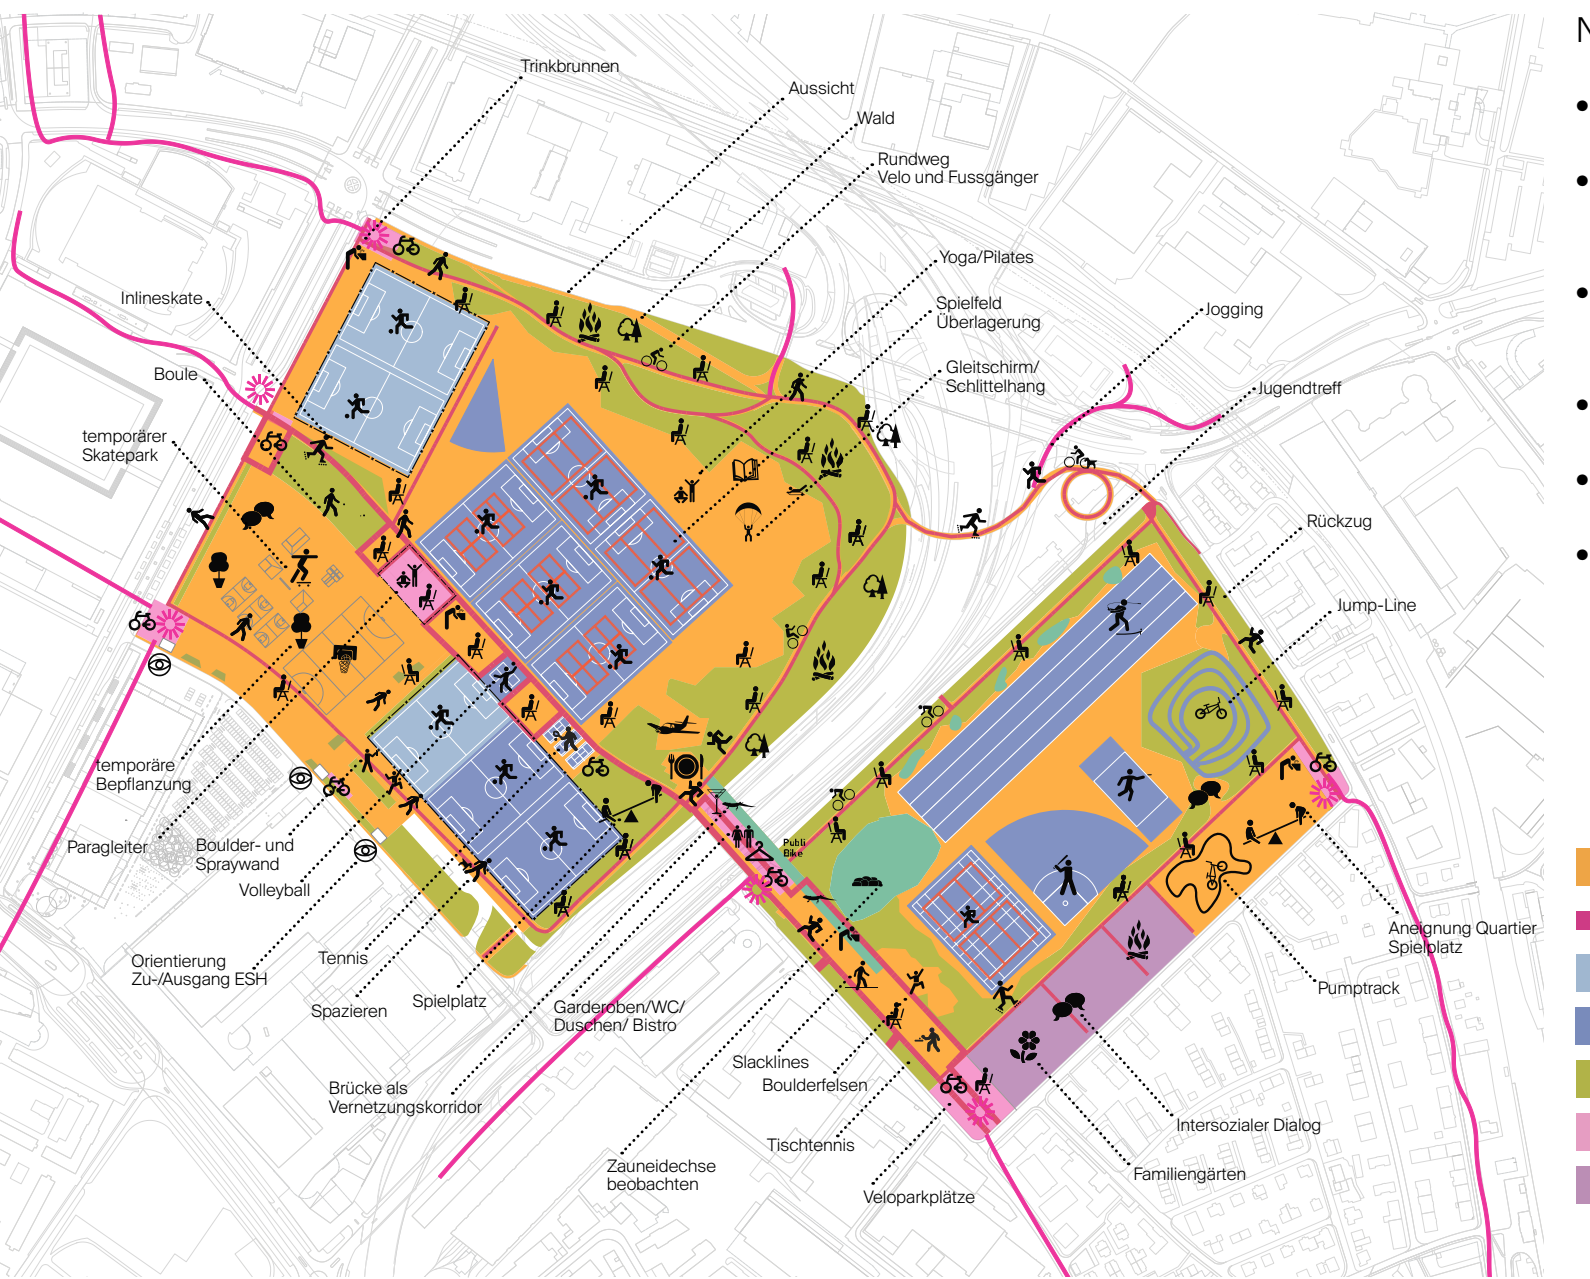 N
Trinkbrunnen
Aussicht
Wald
Rundweg
Velo und Fussgänger
Yoga/Pilates
Spielfeld
Überlagerung
Gleitschirm/
Schlittelhang
Jogging
Jugendtreff
Inlineskate
Boule
temporärer
Skatepark
Rückzug
Jump-Line
temporäre
Bepflanzung
Paragleiter
Boulder- und
Spraywand
Volleyball
Publi
Bike
Orientierung
Zu-/Ausgang ESH
Tennis
Spazieren
Spielplatz
Garderoben/WC/
Duschen/ Bistro
Aneignung Quartier
Spielplatz
Pumptrack
Brücke als
Vernetzungskorridor
Slacklines
Boulderfelsen
Tischtennis
Zauneidechse
beobachten
Veloparkplätze
Intersozialer Dialog
Familiengärten